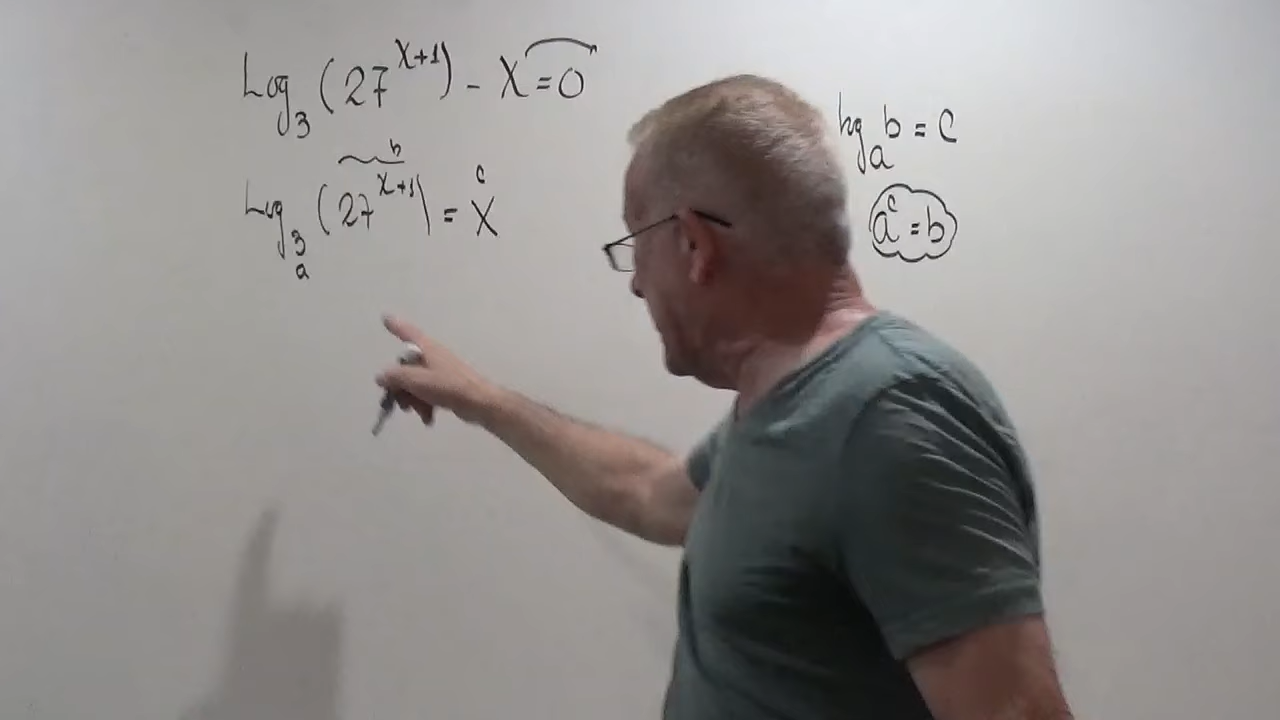 Log₃(27^(x+1)) - x = 0
b
Log₃(27^(x+1)) = x
c
a
log_a b = c
a^c = b